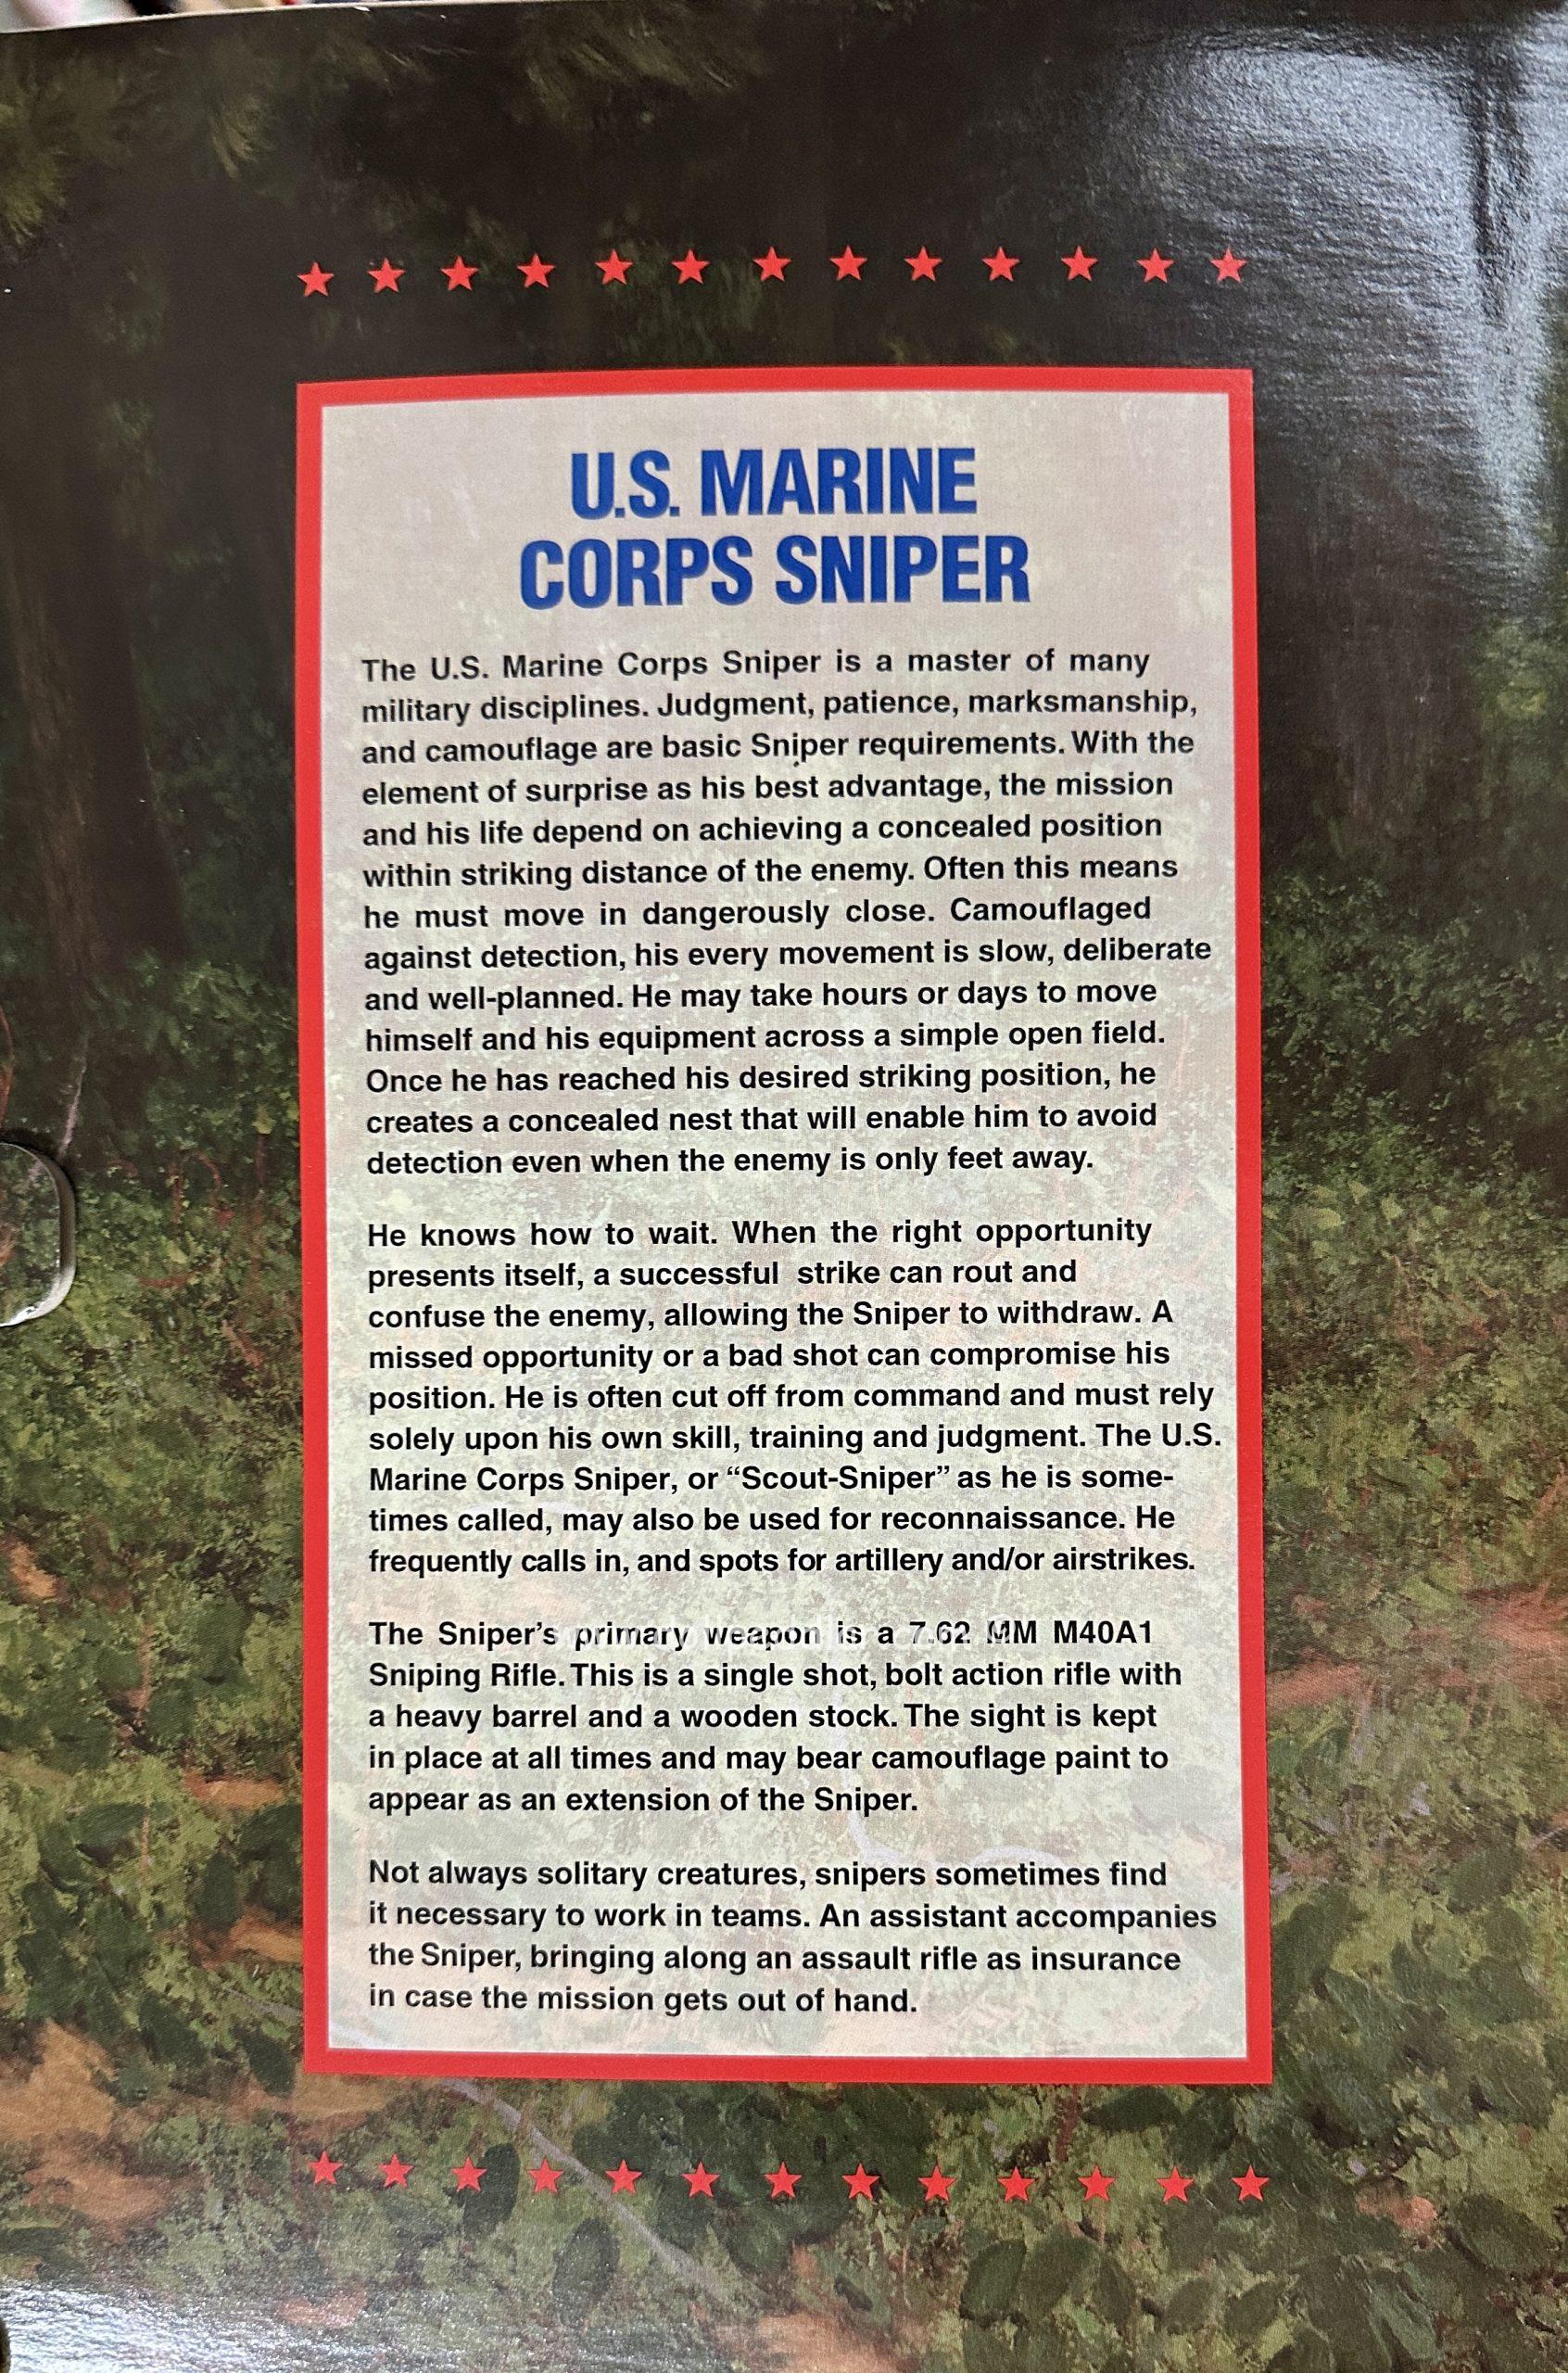 U.S. MARINE
CORPS SNIPER
The U.S. Marine Corps Sniper is a master of many
military disciplines. Judgment, patience, marksmanship,
and camouflage are basic Sniper requirements. With the
element of surprise as his best advantage, the mission
and his life depend on achieving a concealed position
within striking distance of the enemy. Often this means
he must move in dangerously close. Camouflaged
against detection, his every movement is slow, deliberate
and well-planned. He may take hours or days to move
himself and his equipment across a simple open field.
Once he has reached his desired striking position, he
creates a concealed nest that will enable him to avoid
detection even when the enemy is only feet away.
He knows how to wait. When the right opportunity
presents itself, a successful strike can rout and
confuse the enemy, allowing the Sniper to withdraw. A
missed opportunity or a bad shot can compromise his
position. He is often cut off from command and must rely
solely upon his own skill, training and judgment. The U.S.
Marine Corps Sniper, or “Scout-Sniper” as he is some-
times called, may also be used for reconnaissance. He
frequently calls in, and spots for artillery and/or airstrikes.
The Sniper’s primary weapon is a 7.62 MM M40A1
Sniping Rifle. This is a single shot, bolt action rifle with
a heavy barrel and a wooden stock. The sight is kept
in place at all times and may bear camouflage paint to
appear as an extension of the Sniper.
Not always solitary creatures, snipers sometimes find
it necessary to work in teams. An assistant accompanies
the Sniper, bringing along an assault rifle as insurance
in case the mission gets out of hand.